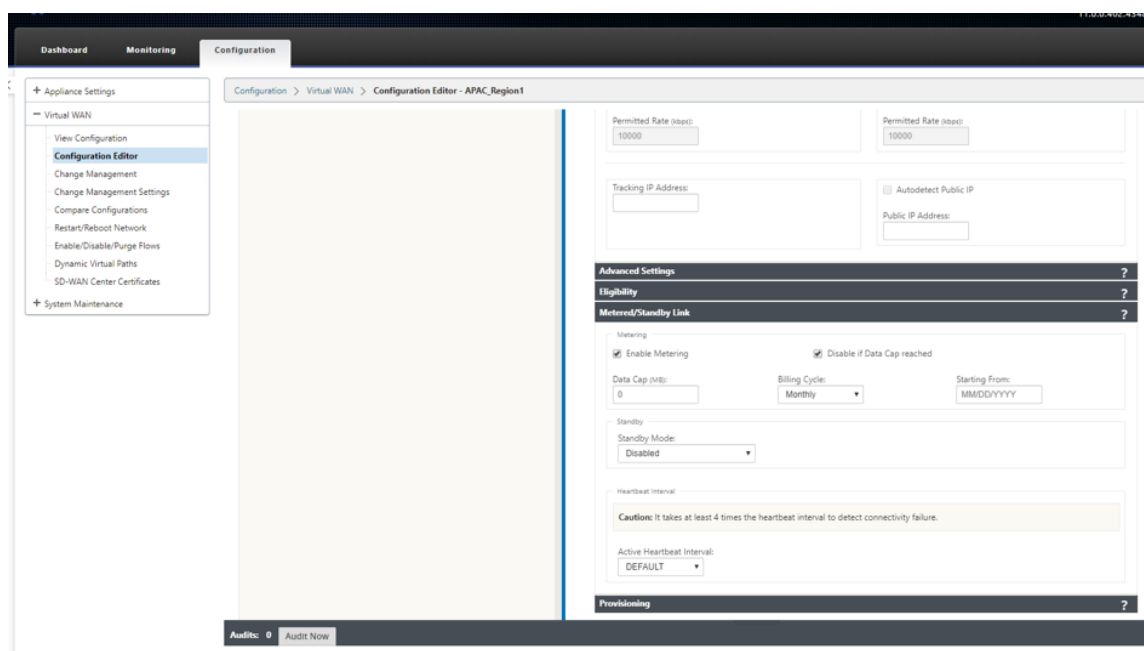 11.0.0.402.4348
Dashboard Monitoring Configuration
+ Appliance Settings
− Virtual WAN
View Configuration
Configuration Editor
Change Management
Change Management Settings
Compare Configurations
Restart/Reboot Network
Enable/Disable/Purge Flows
Dynamic Virtual Paths
SD-WAN Center Certificates
+ System Maintenance
Configuration > Virtual WAN > Configuration Editor - APAC_Region1
Permitted Rate (kbps): Permitted Rate (kbps):
10000 10000
Tracking IP Address: Autodetect Public IP
Public IP Address:
Advanced Settings ?
Eligibility ?
Metered/Standby Link ?
Metering
Enable Metering Disable if Data Cap reached
Data Cap (MB): Billing Cycle: Starting From:
0 Monthly MM/DD/YYYY
Standby
Standby Mode:
Disabled
Heartbeat Interval
Caution: It takes at least 4 times the heartbeat interval to detect connectivity failure.
Active Heartbeat Interval:
DEFAULT
Provisioning ?
Audits: 0 Audit Now